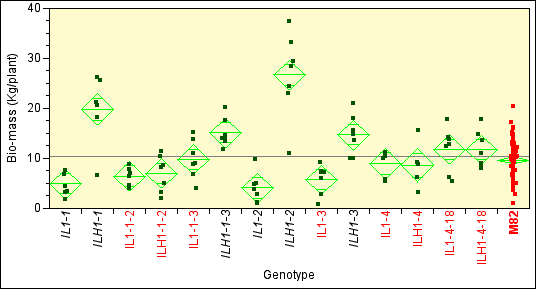 Bio-mass (Kg/plant)
40
30
20
10
0
IL1-1
ILH1-1
IL1-1-2
ILH1-1-2
IL1-1-3
ILH1-1-3
IL1-2
ILH1-2
IL1-3
ILH1-3
IL1-4
ILH1-4
IL1-4-18
ILH1-4-18
M82
Genotype